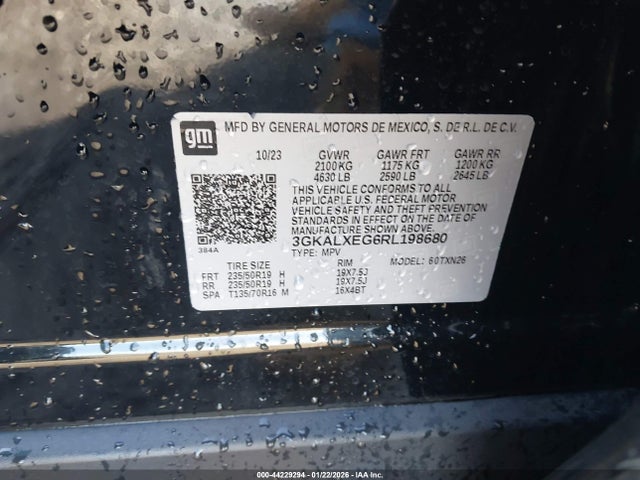 gm
MFD BY GENERAL MOTORS DE MEXICO, S. DE R.L. DE C.V.
10/23 GVWR GAWR FRT GAWR RR
2100 KG 1175 KG 1200 KG
4630 LB 2590 LB 2645 LB
THIS VEHICLE CONFORMS TO ALL
APPLICABLE U.S. FEDERAL MOTOR
VEHICLE SAFETY AND THEFT PREVENTION
STANDARDS IN EFFECT ON THE DATE OF
MANUFACTURE SHOWN ABOVE.
384A 3GKALXEG6RL198680
TYPE: MPV MODEL: 60TXN26
TIRE SIZE RIM
FRT 235/50R19 H 19X7.5J
RR 235/50R19 H 19X7.5J
SPA T135/70R16 M 16X4BT
000-44229294 - 01/22/2026 - © IAA Inc.